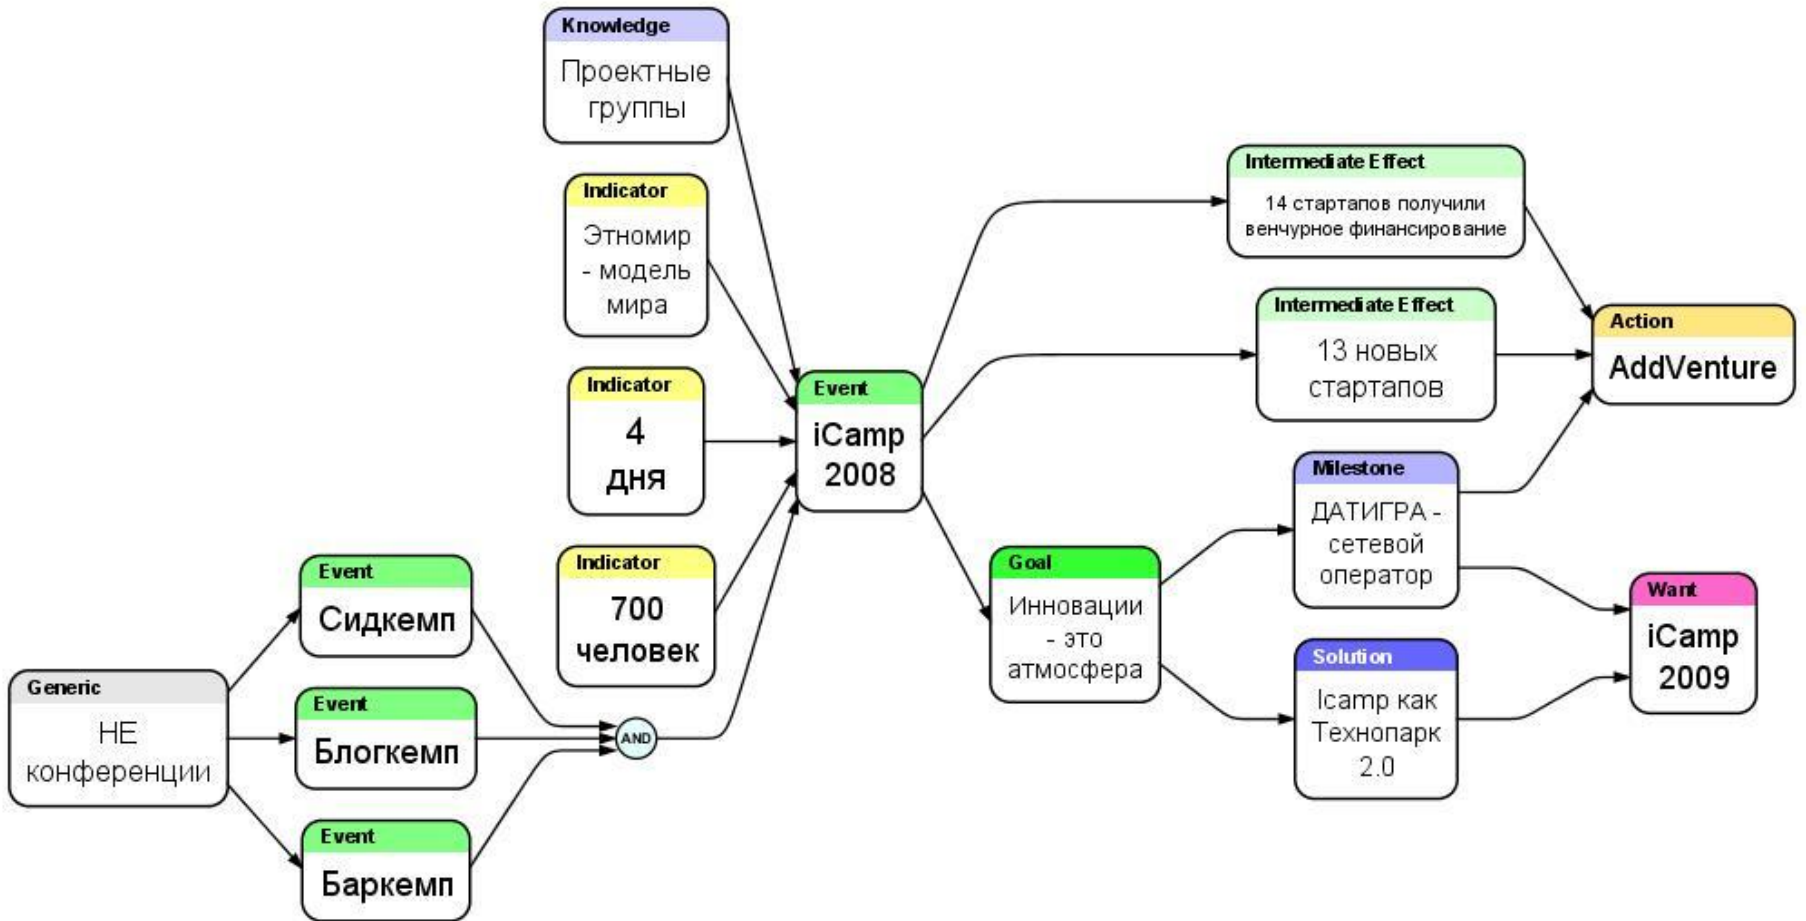 Knowledge
Проектные
группы
Indicator
Этномир
- модель
мира
Indicator
4
дня
Indicator
700
человек
Generic
НЕ
конференции
Event
Сидкемп
Event
Блогкемп
Event
Баркемп
AND
Event
iCamp
2008
Intermediate Effect
14 стартапов получили
венчурное финансирование
Intermediate Effect
13 новых
стартапов
Action
AddVenture
Goal
Инновации
- это
атмосфера
Milestone
ДАТИГРА -
сетевой
оператор
Solution
Icamp как
Технопарк
2.0
Want
iCamp
2009